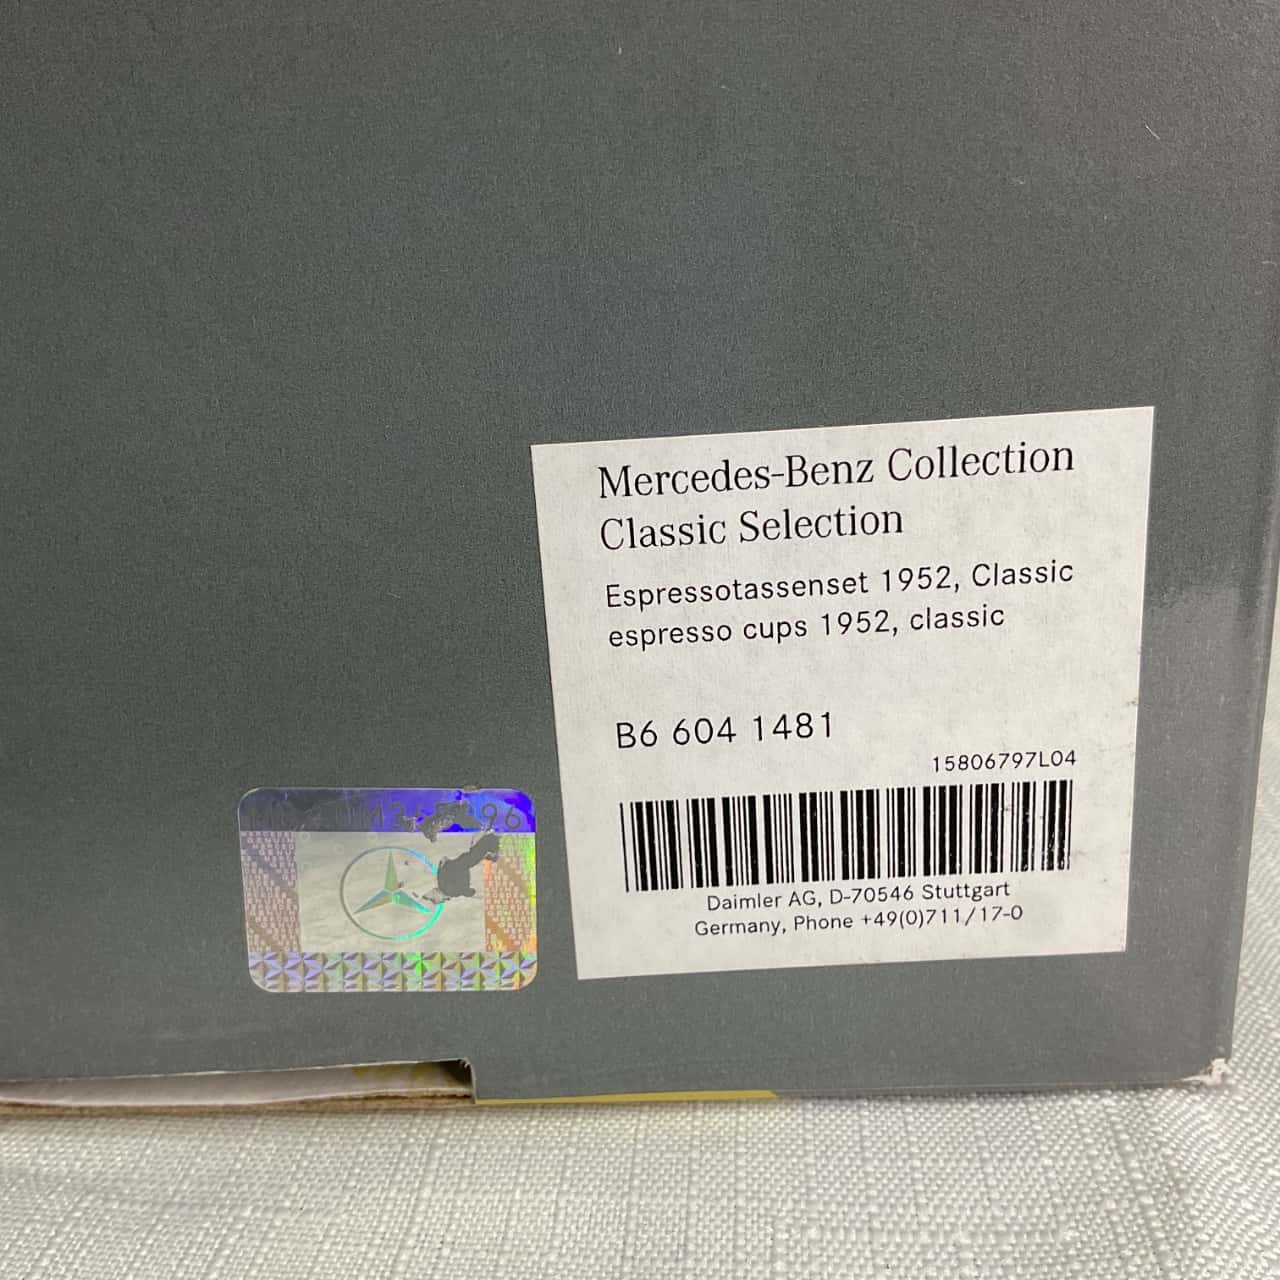 Mercedes-Benz Collection
Classic Selection
Espressotassenset 1952, Classic
espresso cups 1952, classic
B6 604 1481
15806797L04
Daimler AG, D-70546 Stuttgart
Germany, Phone +49(0)711/17-0